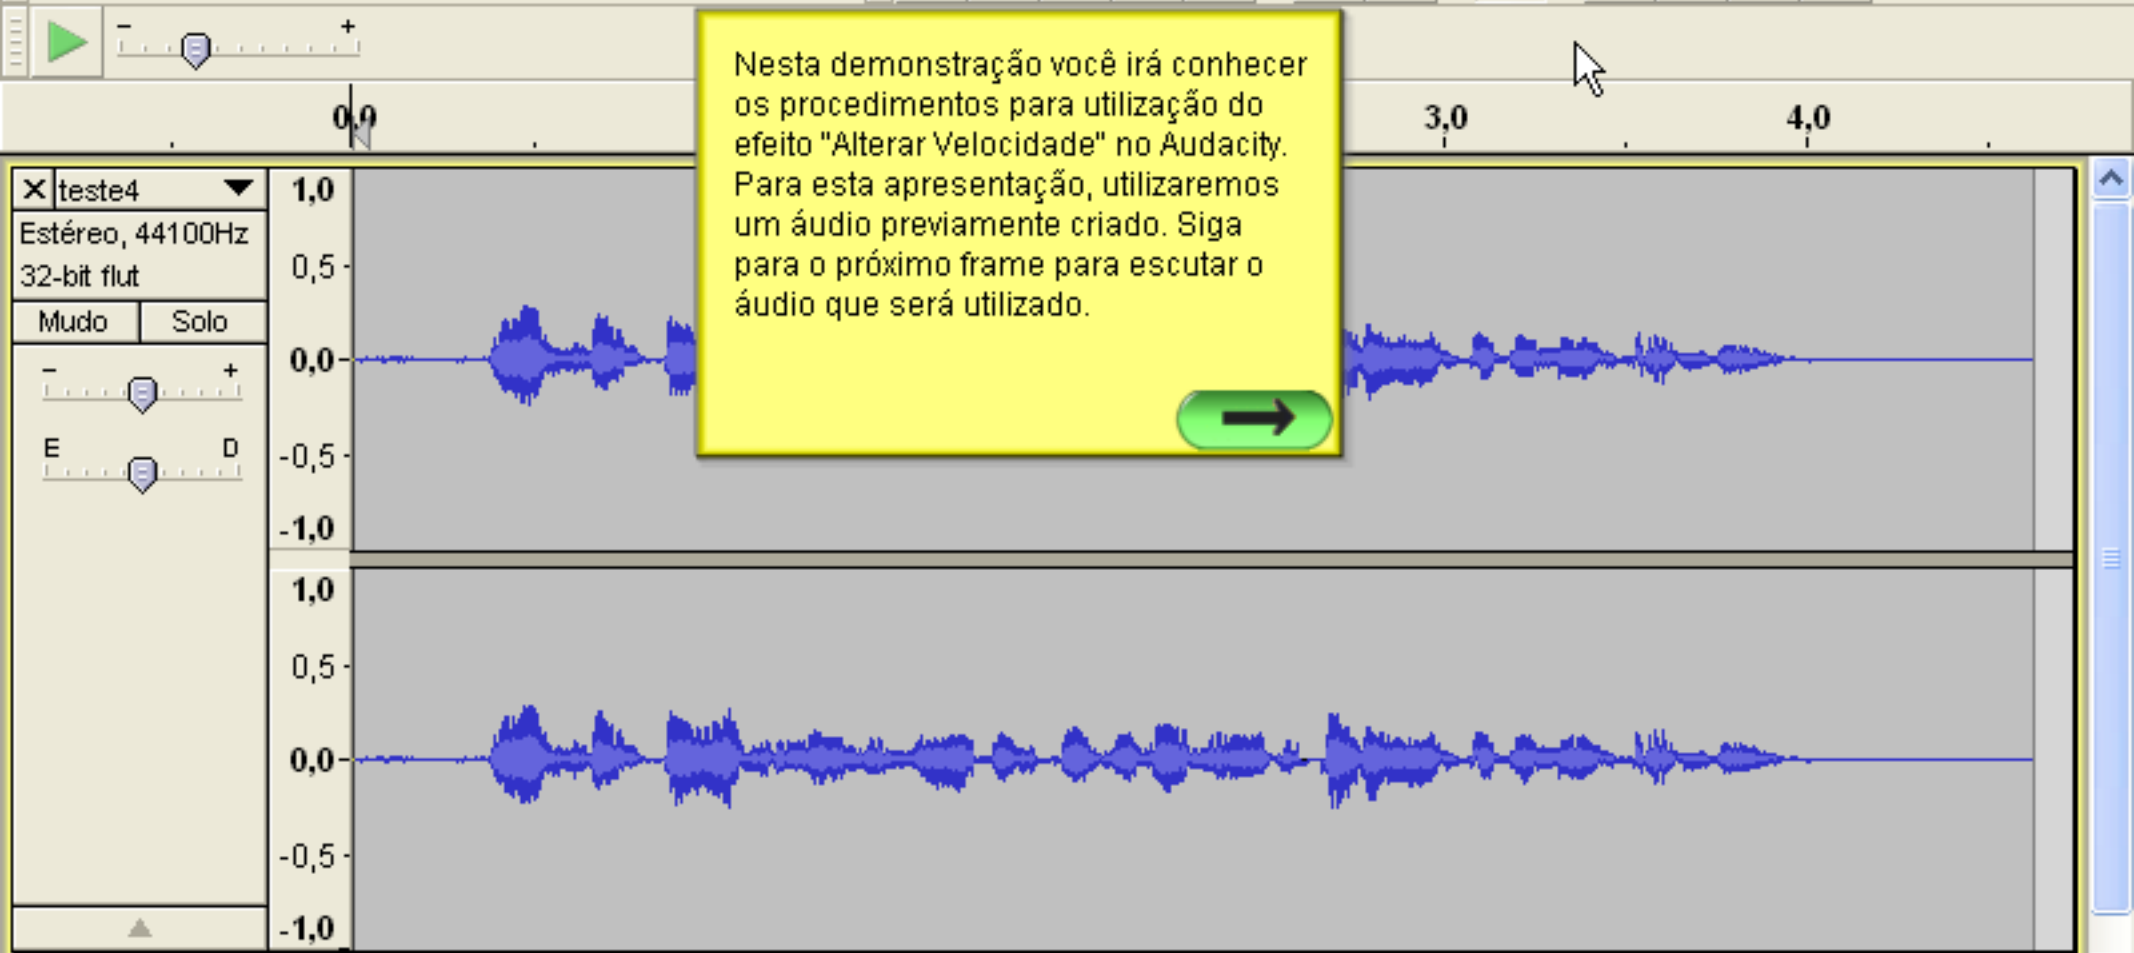 - +
Nesta demonstração você irá conhecer
os procedimentos para utilização do
efeito "Alterar Velocidade" no Audacity.
Para esta apresentação, utilizaremos
um áudio previamente criado. Siga
para o próximo frame para escutar o
áudio que será utilizado.
0,0 3,0 4,0
X teste4
Estéreo, 44100Hz
32-bit flut
Mudo Solo
- +
E D
1,0
0,5
0,0
-0,5
-1,0
1,0
0,5
0,0
-0,5
-1,0